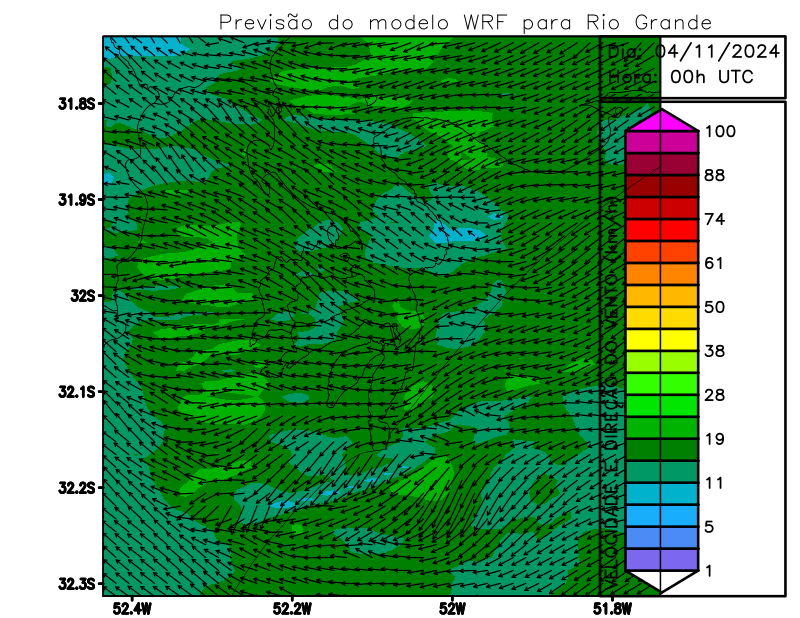 Previsão do modelo WRF para Rio Grande
Dia: 04/11/2024
Hora: 00h UTC
31.8S
31.9S
32S
32.1S
32.2S
32.3S
52.4W
52.2W
52W
51.8W
100
88
74
61
50
38
28
19
11
5
1
VELOCIDADE E DIREÇÃO DO VENTO (km/h)